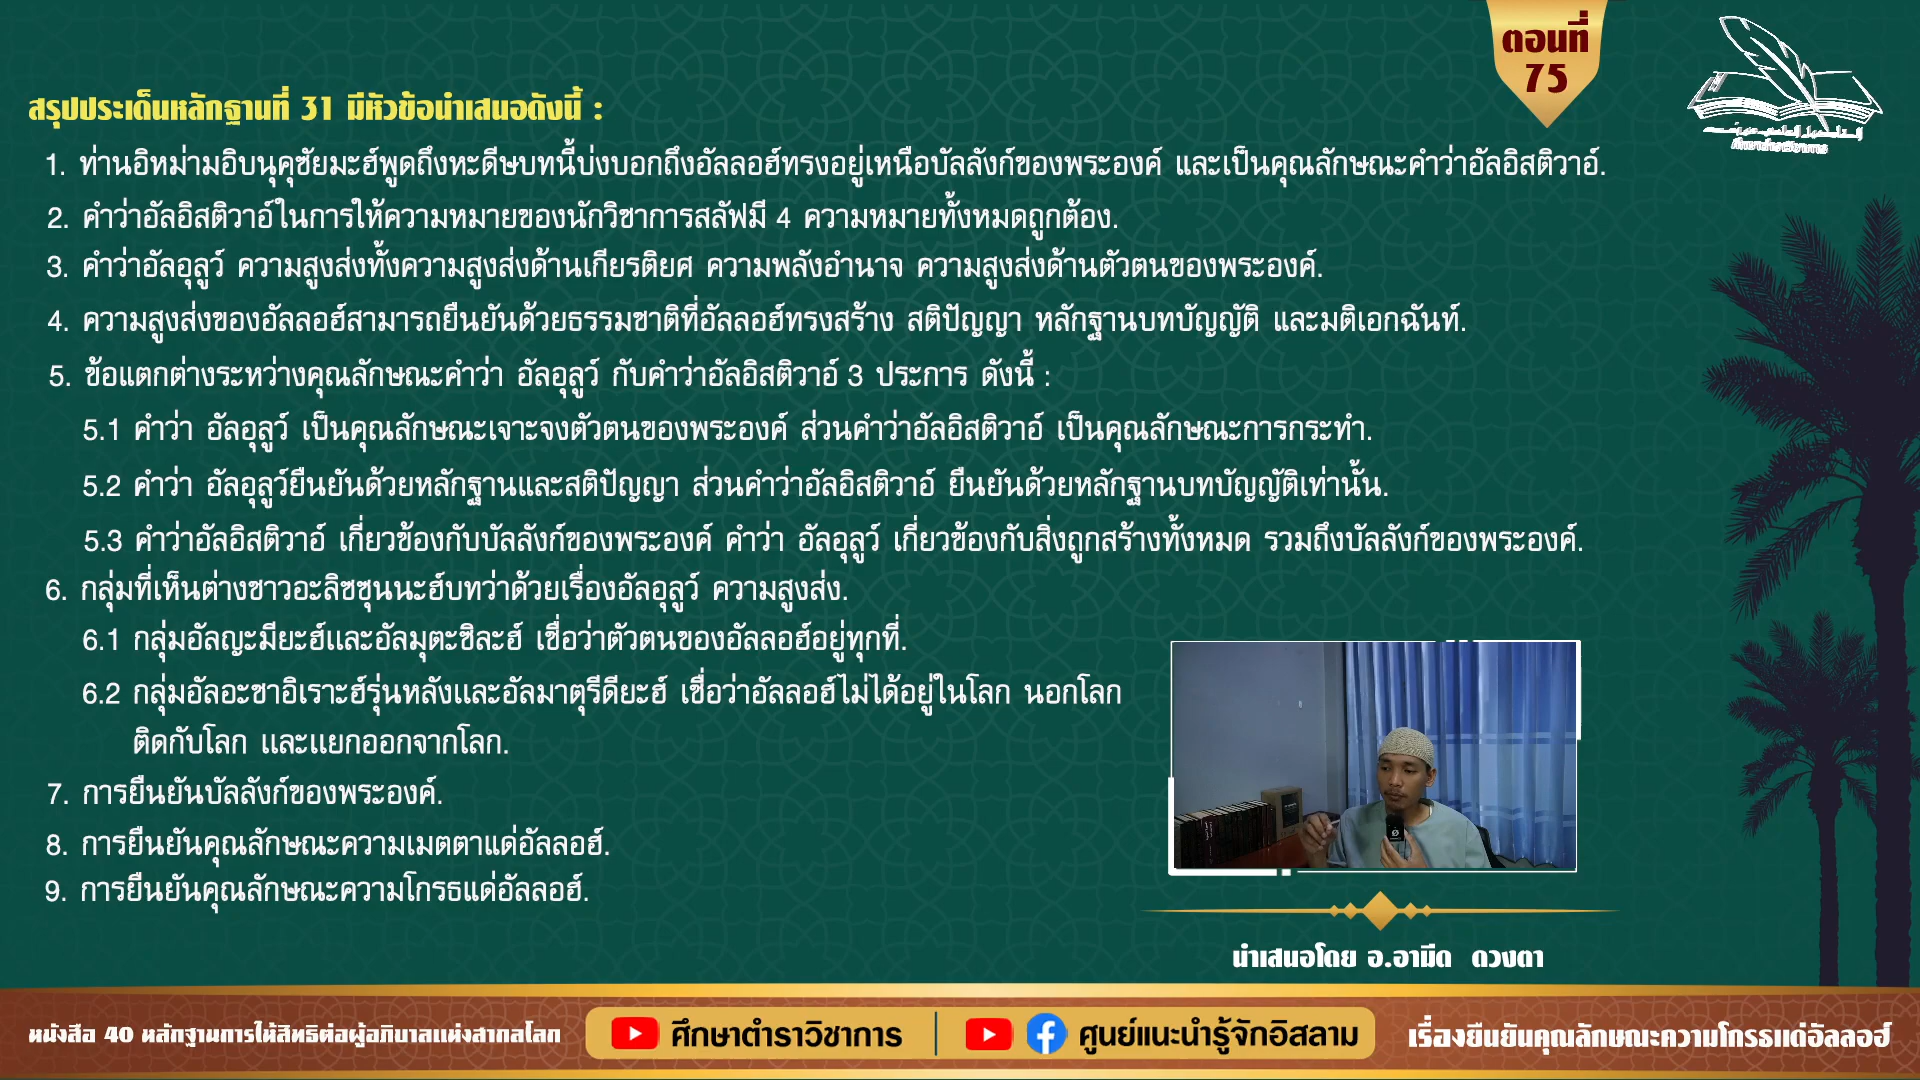 ตอนที่
75
สรุปประเด็นหลักฐานที่ 31 มีหัวข้อนำเสนอดังนี้ :
1. ท่านอิหม่ามอิบนุคุซัยมะฮ์พูดถึงหะดีษบทนี้บ่งบอกถึงอัลลอฮ์ทรงอยู่เหนือบัลลังก์ของพระองค์ และเป็นคุณลักษณะคำว่าอัลอิสติวาอ์.
2. คำว่าอัลอิสติวาอ์ในการให้ความหมายของนักวิชาการสลัฟมี 4 ความหมายทั้งหมดถูกต้อง.
3. คำว่าอัลอุลูว์ ความสูงส่งทั้งความสูงส่งด้านเกียรติยศ ความพลังอำนาจ ความสูงส่งด้านตัวตนของพระองค์.
4. ความสูงส่งของอัลลอฮ์สามารถยืนยันด้วยธรรมชาติที่อัลลอฮ์ทรงสร้าง สติปัญญา หลักฐานบทบัญญัติ และมติเอกฉันท์.
5. ข้อแตกต่างระหว่างคุณลักษณะคำว่า อัลอุลูว์ กับคำว่าอัลอิสติวาอ์ 3 ประการ ดังนี้ :
5.1 คำว่า อัลอุลูว์ เป็นคุณลักษณะเจาะจงตัวตนของพระองค์ ส่วนคำว่าอัลอิสติวาอ์ เป็นคุณลักษณะการกระทำ.
5.2 คำว่า อัลอุลูว์ยืนยันด้วยหลักฐานและสติปัญญา ส่วนคำว่าอัลอิสติวาอ์ ยืนยันด้วยหลักฐานบทบัญญัติเท่านั้น.
5.3 คำว่าอัลอิสติวาอ์ เกี่ยวข้องกับบัลลังก์ของพระองค์ คำว่า อัลอุลูว์ เกี่ยวข้องกับสิ่งถูกสร้างทั้งหมด รวมถึงบัลลังก์ของพระองค์.
6. กลุ่มที่เห็นต่างชาวอะลิซซุนนะฮ์บทว่าด้วยเรื่องอัลอุลูว์ ความสูงส่ง.
6.1 กลุ่มอัลญะมียะฮ์และอัลมุตะซิละฮ์ เชื่อว่าตัวตนของอัลลอฮ์อยู่ทุกที่.
6.2 กลุ่มอัลอะชาอิเราะฮ์รุ่นหลังและอัลมาตุรีดียะฮ์ เชื่อว่าอัลลอฮ์ไม่ได้อยู่ในโลก นอกโลก
ติดกับโลก และแยกออกจากโลก.
7. การยืนยันบัลลังก์ของพระองค์.
8. การยืนยันคุณลักษณะความเมตตาแด่อัลลอฮ์.
9. การยืนยันคุณลักษณะความโกรธแด่อัลลอฮ์.
นำเสนอโดย อ.อามีด ดวงตา
หนังสือ 40 หลักฐานการให้สิทธิต่อผู้อภิบาลแห่งสากลโลก
ศึกษาตำราวิชาการ
ศูนย์แนะนำรู้จักอิสลาม
เรื่องยืนยันคุณลักษณะความโกรธแด่อัลลอฮ์